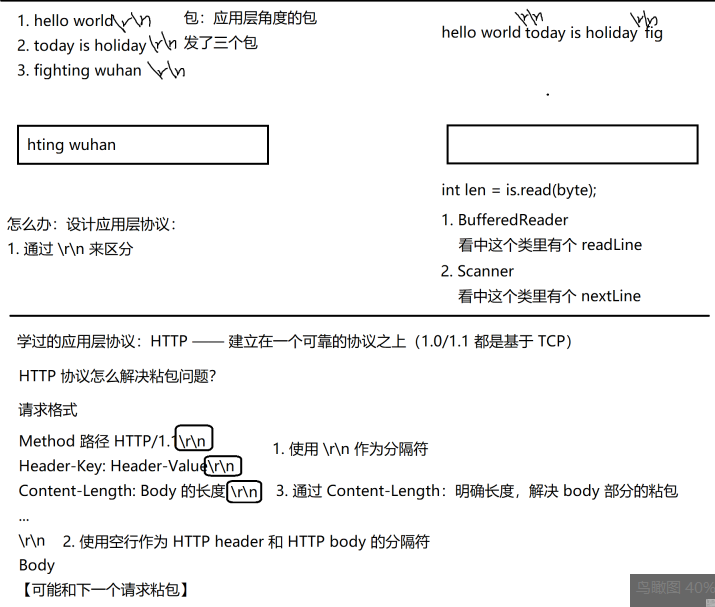 1. hello world\r\n
2. today is holiday \r\n
3. fighting wuhan \r\n
包：应用层角度的包
发了三个包
\r\n \r\n
hello world today is holiday fig
hting wuhan
int len = is.read(byte);
1. BufferedReader
看中这个类里有个 readLine
2. Scanner
看中这个类里有个 nextLine
怎么办：设计应用层协议：
1. 通过 \r\n 来区分
学过的应用层协议：HTTP —— 建立在一个可靠的协议之上（1.0/1.1 都是基于 TCP）
HTTP 协议怎么解决粘包问题？
请求格式
Method 路径 HTTP/1.1\r\n
1. 使用 \r\n 作为分隔符
Header-Key: Header-Value\r\n
Content-Length: Body 的长度 \r\n
3. 通过 Content-Length：明确长度，解决 body 部分的粘包
...
\r\n 2. 使用空行作为 HTTP header 和 HTTP body 的分隔符
Body
【可能和下一个请求粘包】
鸟瞰图 40%